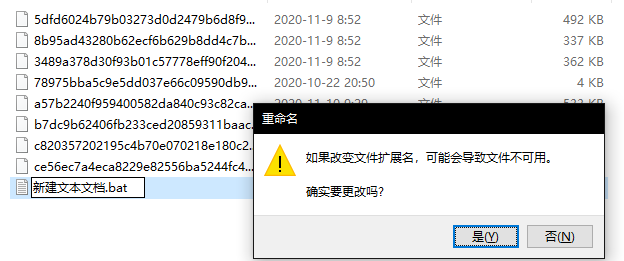 5dfd6024b79b03273d0d2479b6d8f9... 2020-11-9 8:52 文件 492 KB
8b95ad43280b62ecf6b629b8dd4c7b... 2020-11-9 8:52 文件 337 KB
3489a378d30f93b01c57778eff90f204... 2020-11-9 8:52 文件 362 KB
78975bba5c9e5dd037e66c09590db9... 2020-10-22 20:50 文件 4 KB
a57b2240f959400582da840c93c82ca...
b7dc9b62406fb233ced20859311baac...
c820357202195c4b70e070218e180c2...
ce56ec7a4eca8229e82556ba5244fc4...
新建文本文档.bat
重命名
如果改变文件扩展名，可能会导致文件不可用。
确实要更改吗?
是(Y) 否(N)